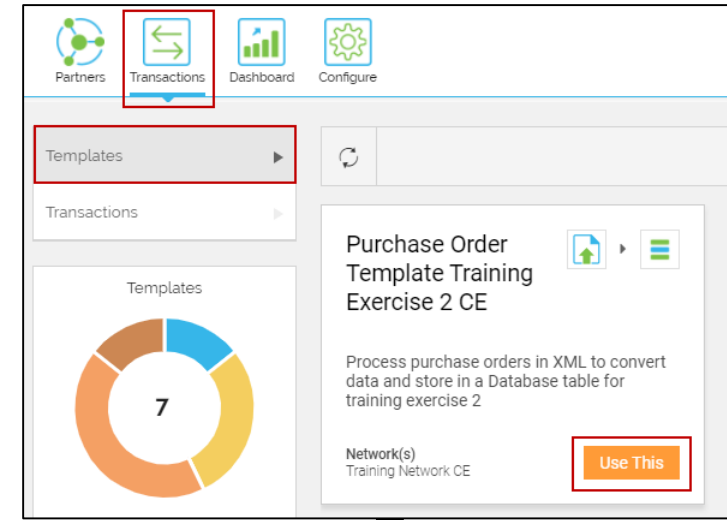 Partners
Transactions
Dashboard
Configure
Templates
Transactions
Templates
7
Purchase Order
Template Training
Exercise 2 CE
Process purchase orders in XML to convert
data and store in a Database table for
training exercise 2
Network(s)
Training Network CE
Use This